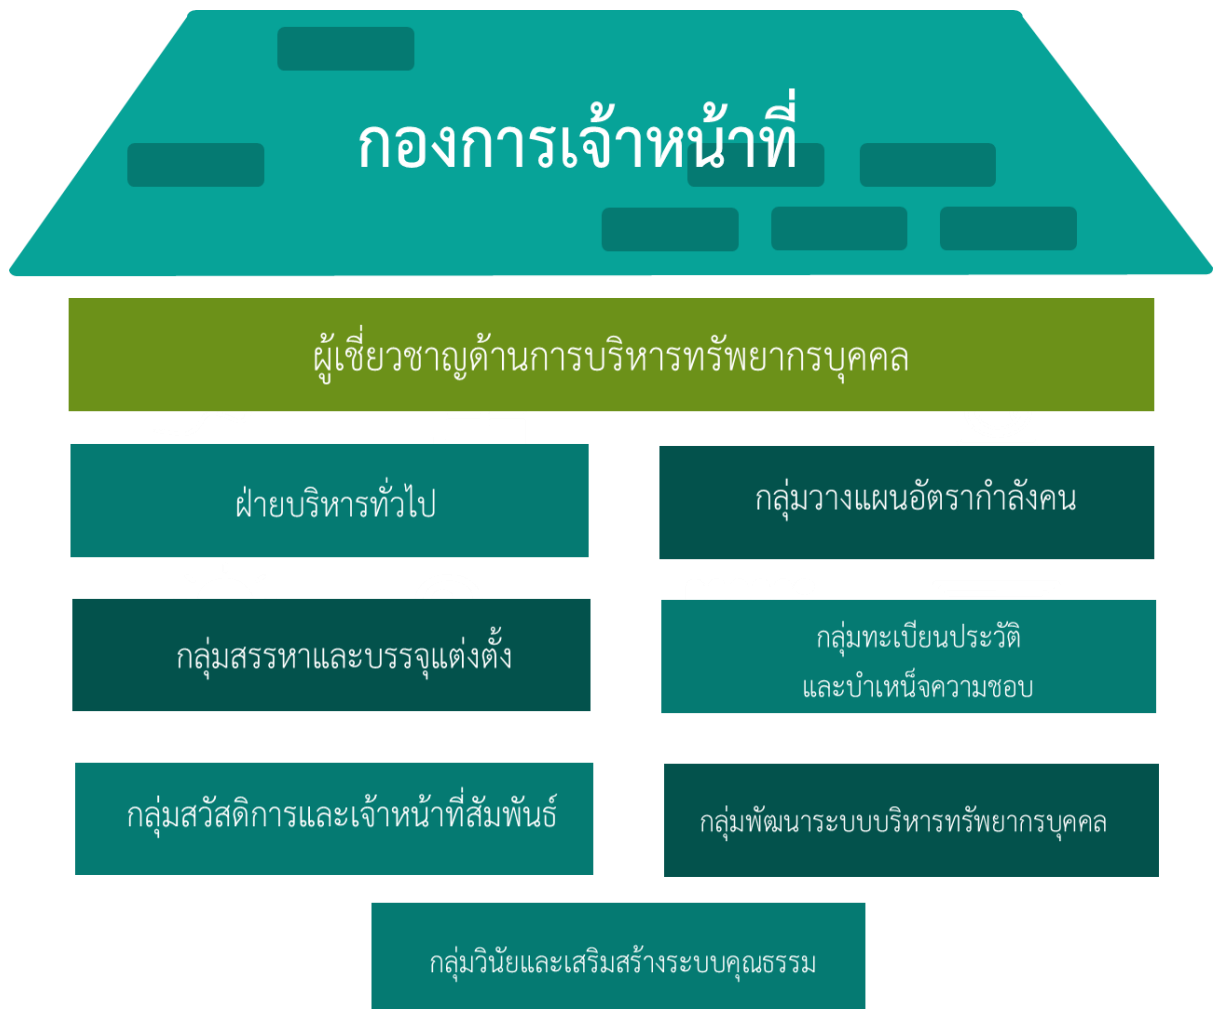 กองการเจ้าหน้าที่
ผู้เชี่ยวชาญด้านการบริหารทรัพยากรบุคคล
ฝ่ายบริหารทั่วไป
กลุ่มวางแผนอัตรากำลังคน
กลุ่มสรรหาและบรรจุแต่งตั้ง
กลุ่มทะเบียนประวัติ
และบำเหน็จความชอบ
กลุ่มสวัสดิการและเจ้าหน้าที่สัมพันธ์
กลุ่มพัฒนาระบบบริหารทรัพยากรบุคคล
กลุ่มวินัยและเสริมสร้างระบบคุณธรรม